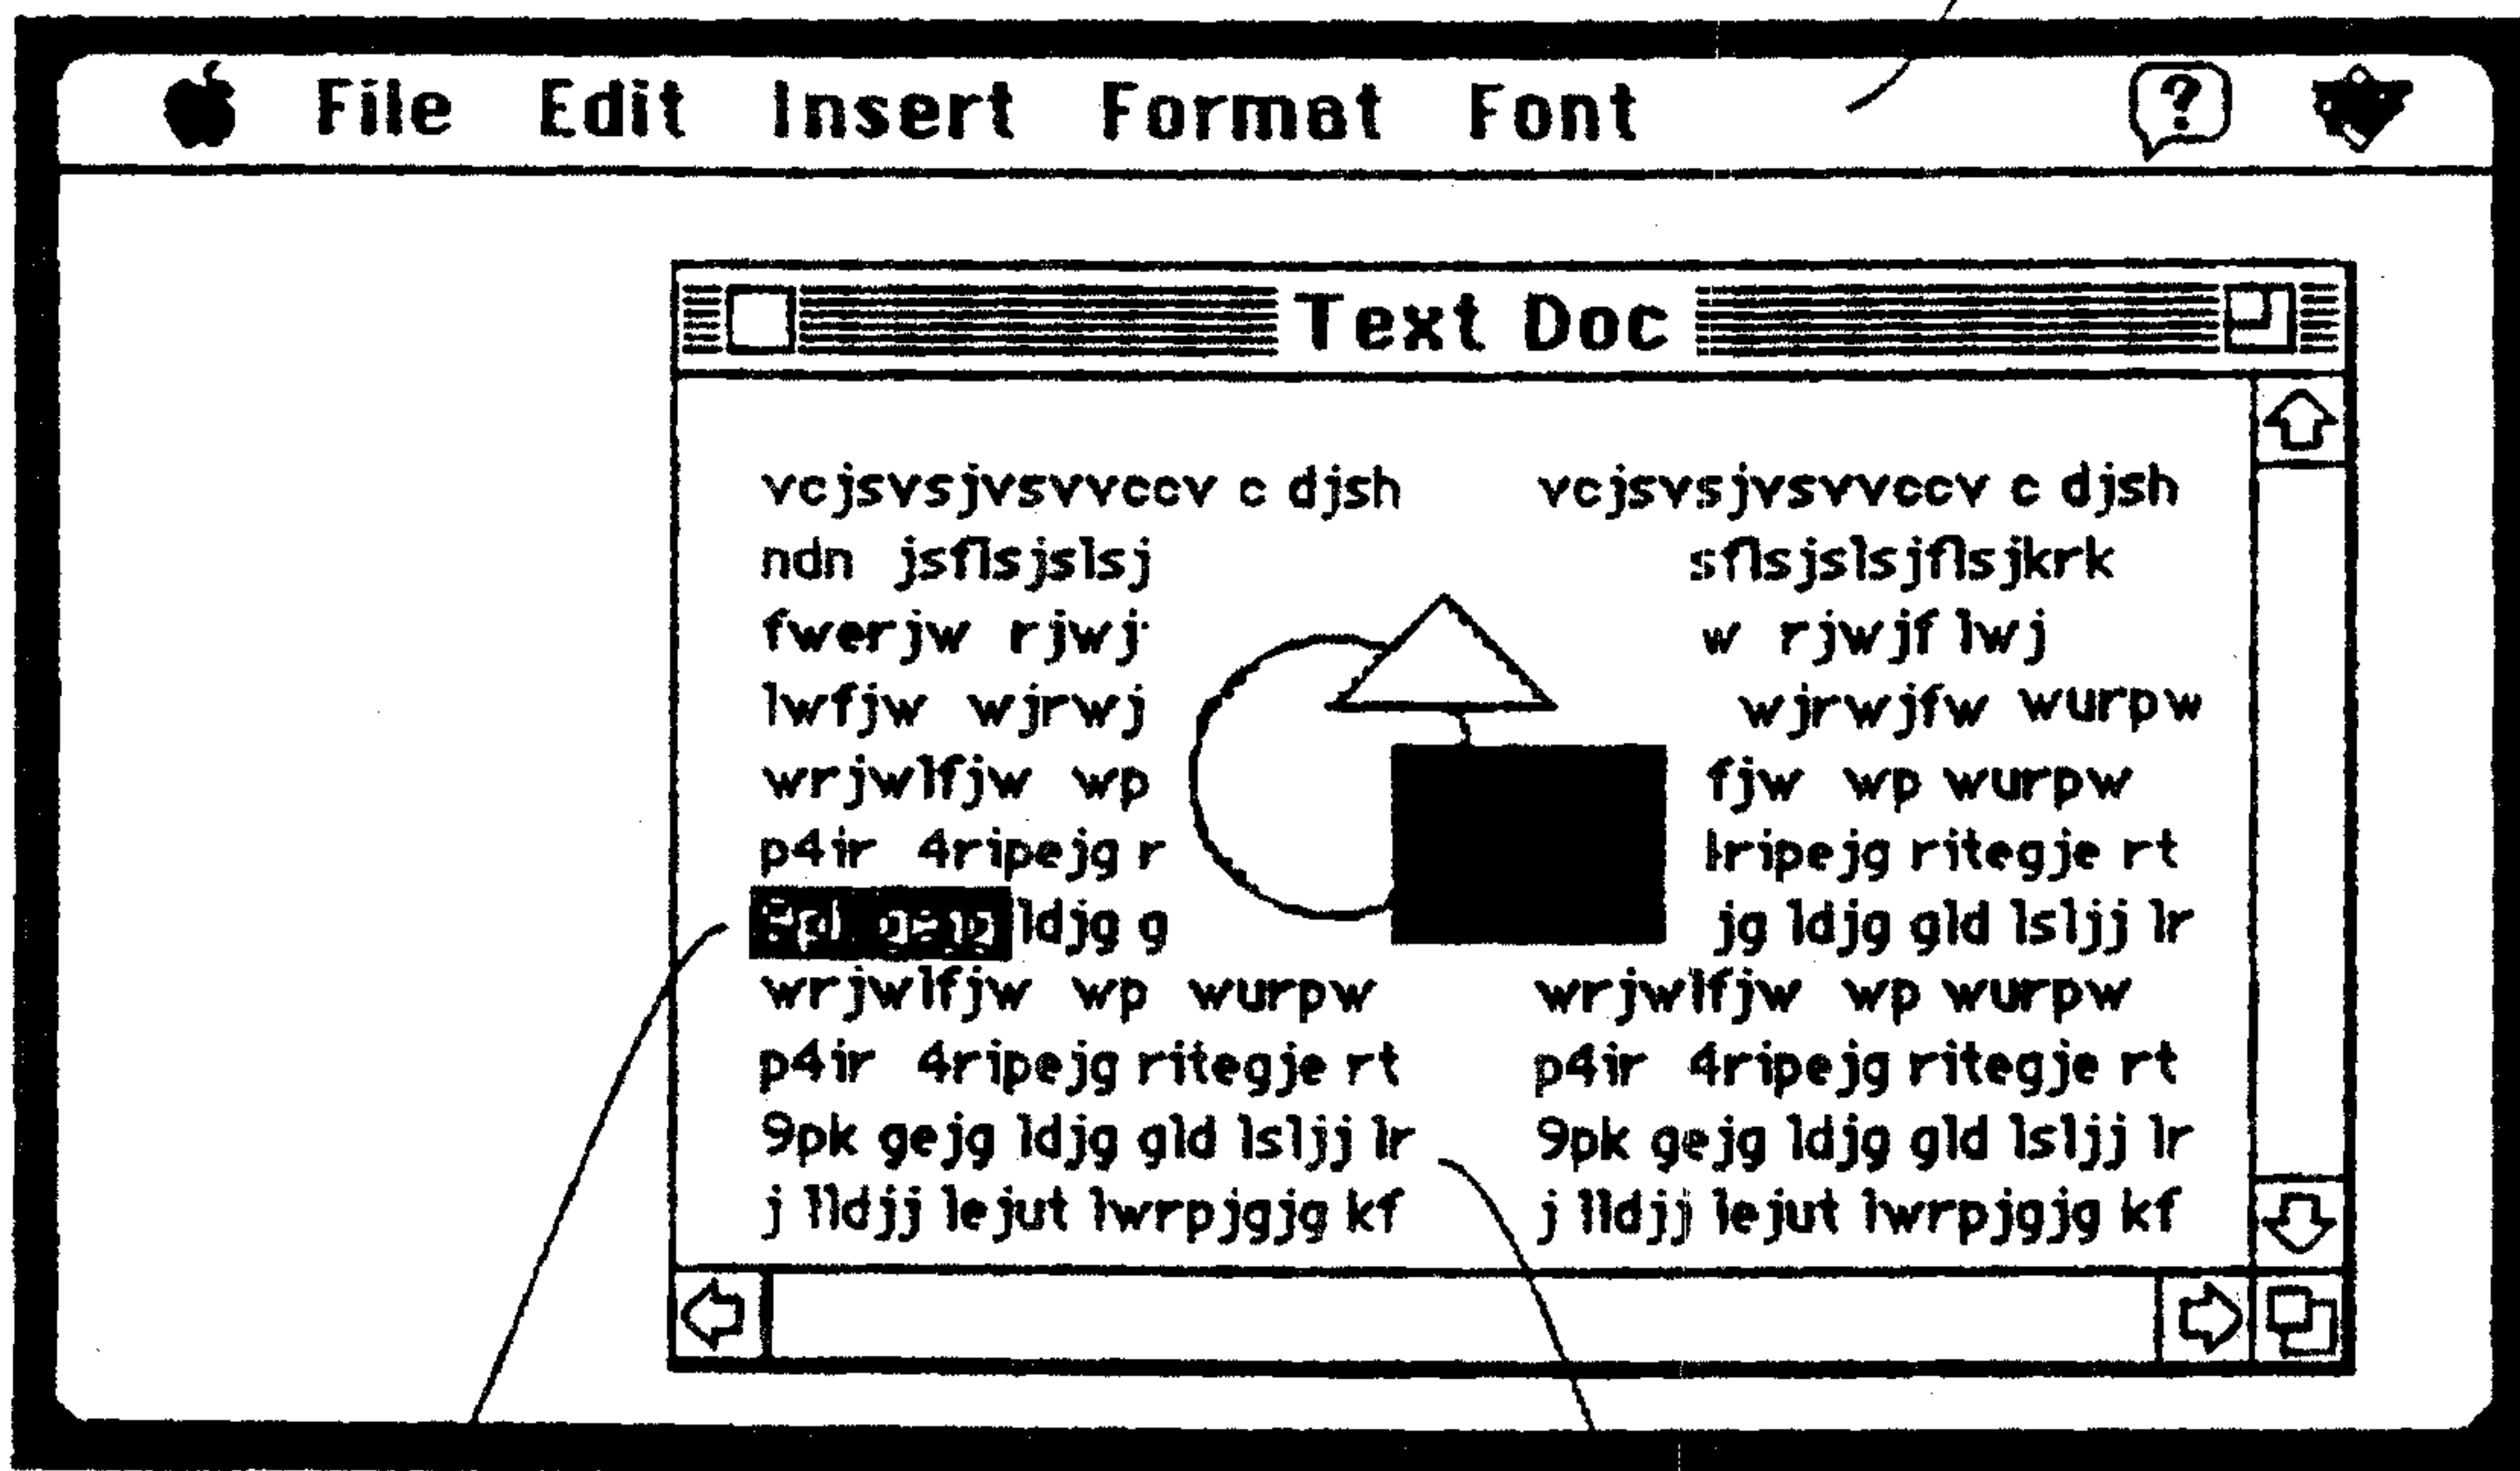 File Edit Insert Format Font ?
Text Doc
vcjsvsjvsvvccv c djsh
ndn jsflsjslsj
fwerjw rjwj
lwfjw wjrwj
wrjwlfjw wp
p4ir 4ripejg r
ldjg g
wrjwlfjw wp wurpw
p4ir 4ripejg ritegje rt
9pk gejg ldjg gld lsljj lr
j lldjj lejut lwrpjgjg kf
vcjsvsjvsvvccv c djsh
sflsjslsjflsjkrk
w rjwjf lwj
wjrwjfw wurpw
fjw wp wurpw
ripejg ritegje rt
jg ldjg gld lsljj lr
wrjwlfjw wp wurpw
p4ir 4ripejg ritegje rt
9pk gejg ldjg gld lsljj lr
j lldjj lejut lwrpjgjg kf